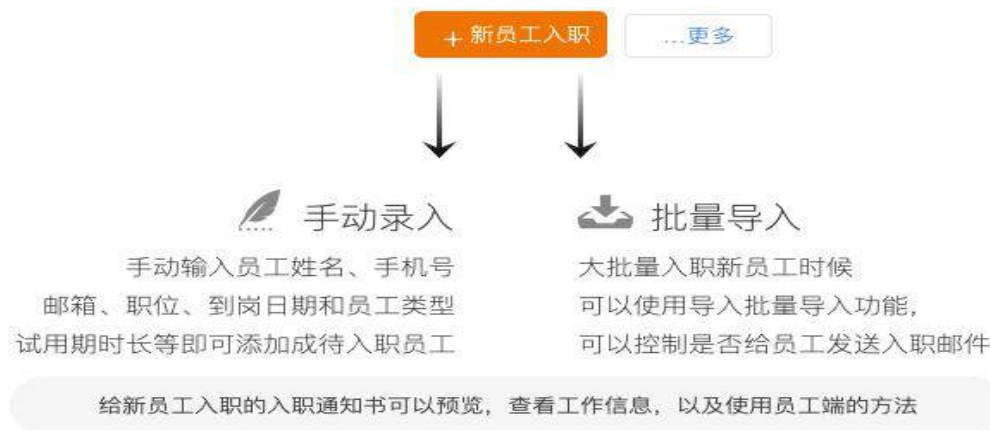 + 新员工入职
...更多
手动录入
手动输入员工姓名、手机号
邮箱、职位、到岗日期和员工类型
试用期时长等即可添加成待入职员工
批量导入
大批量入职新员工时候
可以使用导入批量导入功能，
可以控制是否给员工发送入职邮件
给新员工入职的入职通知书可以预览，查看工作信息，以及使用员工端的方法